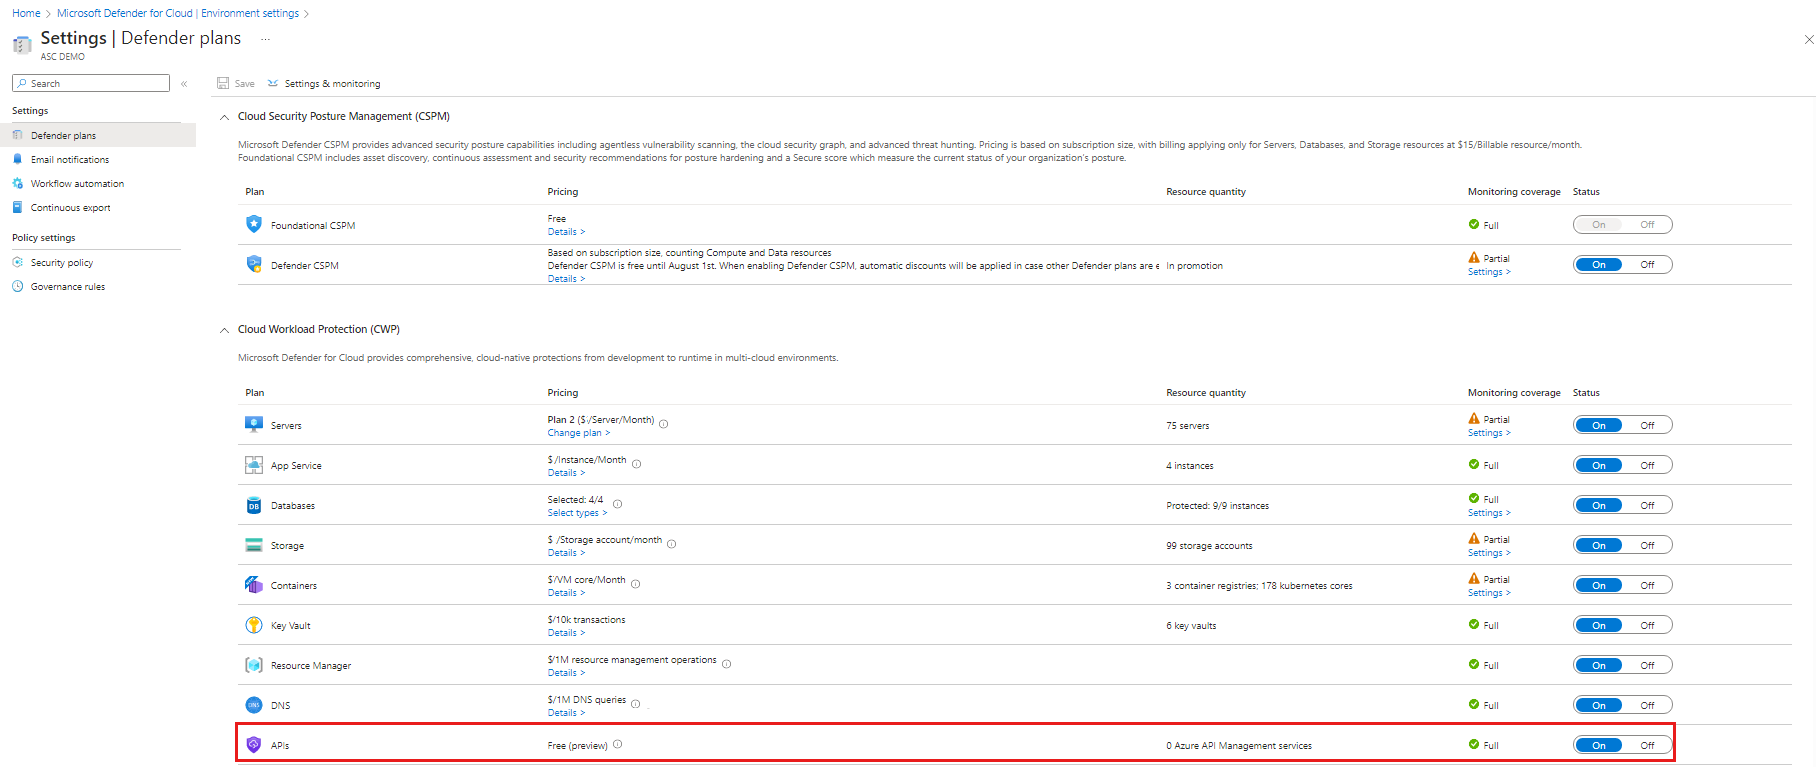 Home > Microsoft Defender for Cloud | Environment settings >
Settings | Defender plans ...
ASC DEMO
Search «
Save Settings & monitoring
Settings
Defender plans
Email notifications
Workflow automation
Continuous export
Policy settings
Security policy
Governance rules
Cloud Security Posture Management (CSPM)
Microsoft Defender CSPM provides advanced security posture capabilities including agentless vulnerability scanning, the cloud security graph, and advanced threat hunting. Pricing is based on subscription size, with billing applying only for Servers, Databases, and Storage resources at $15/Billable resource/month.
Foundational CSPM includes asset discovery, continuous assessment and security recommendations for posture hardening and a Secure score which measure the current status of your organization's posture.
Plan Pricing Resource quantity Monitoring coverage Status
Foundational CSPM Free Full On Off
Details >
Based on subscription size, counting Compute and Data resources
Defender CSPM Defender CSPM is free until August 1st. When enabling Defender CSPM, automatic discounts will be applied in case other Defender plans are e In promotion Partial On Off
Details > Settings >
Cloud Workload Protection (CWP)
Microsoft Defender for Cloud provides comprehensive, cloud-native protections from development to runtime in multi-cloud environments.
Plan Pricing Resource quantity Monitoring coverage Status
Servers Plan 2 ($/Server/Month) 75 servers Partial On Off
Change plan > Settings >
App Service $/Instance/Month 4 instances Full On Off
Details >
DB Databases Selected: 4/4 Protected: 9/9 instances Full On Off
Select types > Settings >
Storage $ /Storage account/month 99 storage accounts Partial On Off
Details > Settings >
Containers $/VM core/Month 3 container registries; 178 kubernetes cores Partial On Off
Details > Settings >
Key Vault $/10k transactions 6 key vaults Full On Off
Details >
Resource Manager $/1M resource management operations Full On Off
Details >
DNS DNS $/1M DNS queries Full On Off
Details >
APIs Free (preview) 0 Azure API Management services Full On Off